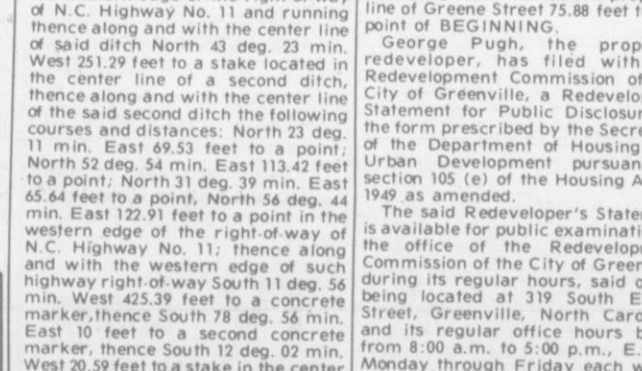 of N.C. Highway No. 11 and running
thence along and with the center line
of said ditch North 43 deg. 23 min.
West 251.29 feet to a stake located in
the center line of a second ditch,
thence along and with the center line
of the said second ditch the following
courses and distances: North 23 deg.
11 min. East 69.53 feet to a point;
North 52 deg. 54 min. East 113.42 feet
to a point; North 31 deg. 39 min. East
65.64 feet to a point, North 56 deg. 44
min. East 122.91 feet to a point in the
western edge of the right-of-way of
N.C. Highway No. 11; thence along
and with the western edge of such
highway right-of-way South 11 deg. 56
min. West 425.39 feet to a concrete
marker,thence South 78 deg. 56 min.
East 10 feet to a second concrete
marker, thence South 12 deg. 02 min.
West 20.59 feet to a stake in the center
line of Greene Street 75.88 feet
point of BEGINNING.
George Pugh, the prop
redeveloper, has filed with
Redevelopment Commission of
City of Greenville, a Redevelo
Statement for Public Disclosur
the form prescribed by the Secre
of the Department of Housing
Urban Development pursuan
section 105 (e) of the Housing A
1949 as amended.
The said Redeveloper's State
is available for public examinati
the office of the Redevelop
Commission of the City of Green
during its regular hours, said o
being located at 319 South E
Street, Greenville, North Caro
and its regular office hours
from 8:00 a.m. to 5:00 p.m., E.
Monday through Friday each